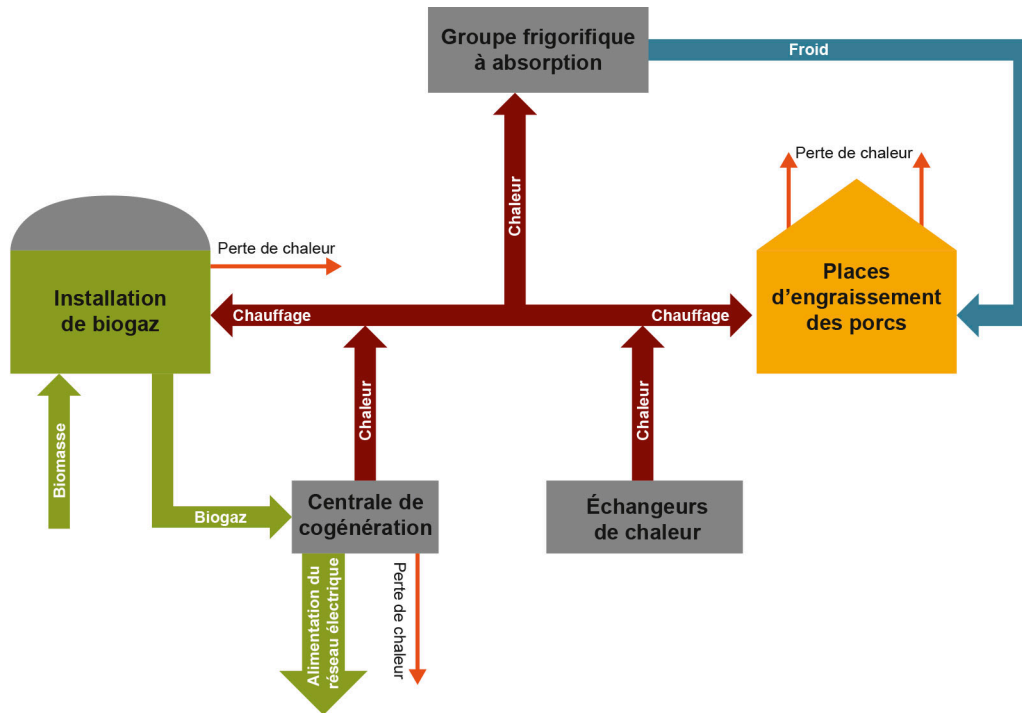 Groupe frigorifique
à absorption
Froid
Perte de chaleur
Chaleur
Perte de chaleur
Places
d'engraissement
des porcs
Installation
de biogaz
Chauffage
Chauffage
Chaleur
Chaleur
Biomasse
Biogaz
Centrale de
cogénération
Échangeurs
de chaleur
Alimentation du
réseau électrique
Perte de chaleur